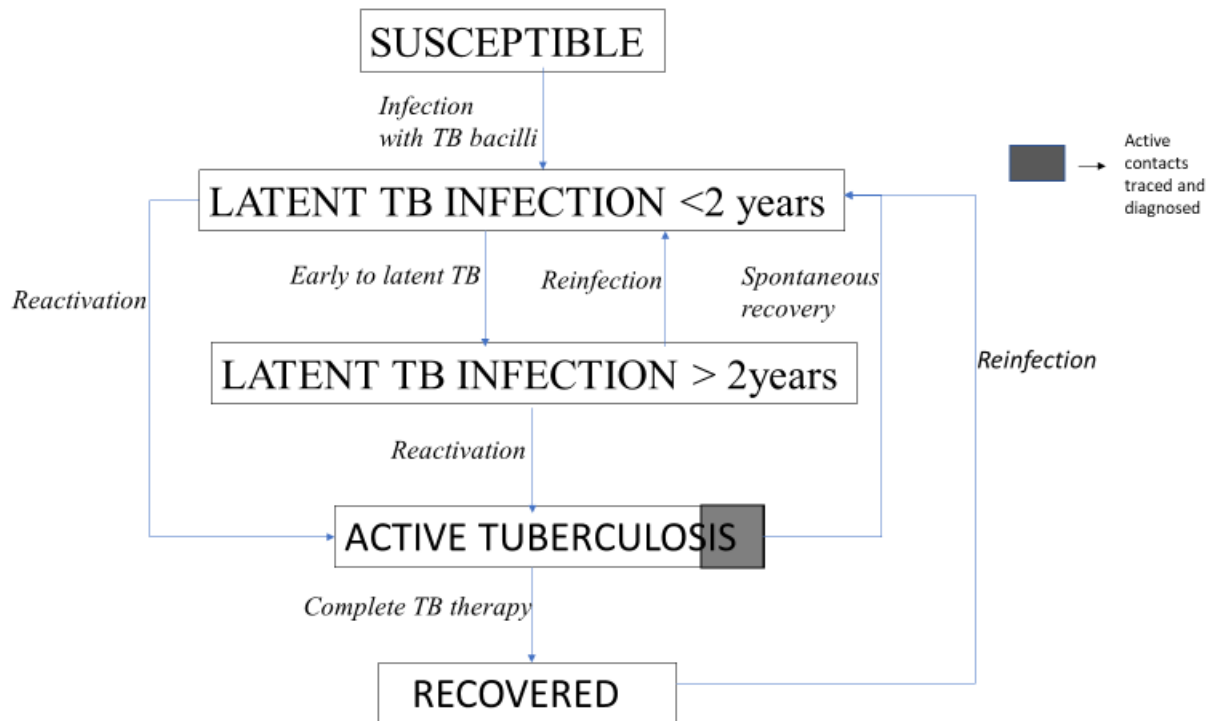 SUSCEPTIBLE
Infection
with TB bacilli
Active
contacts
traced and
diagnosed
LATENT TB INFECTION <2 years
Early to latent TB
Reinfection
Spontaneous
recovery
Reactivation
LATENT TB INFECTION > 2years
Reinfection
Reactivation
ACTIVE TUBERCULOSIS
Complete TB therapy
RECOVERED